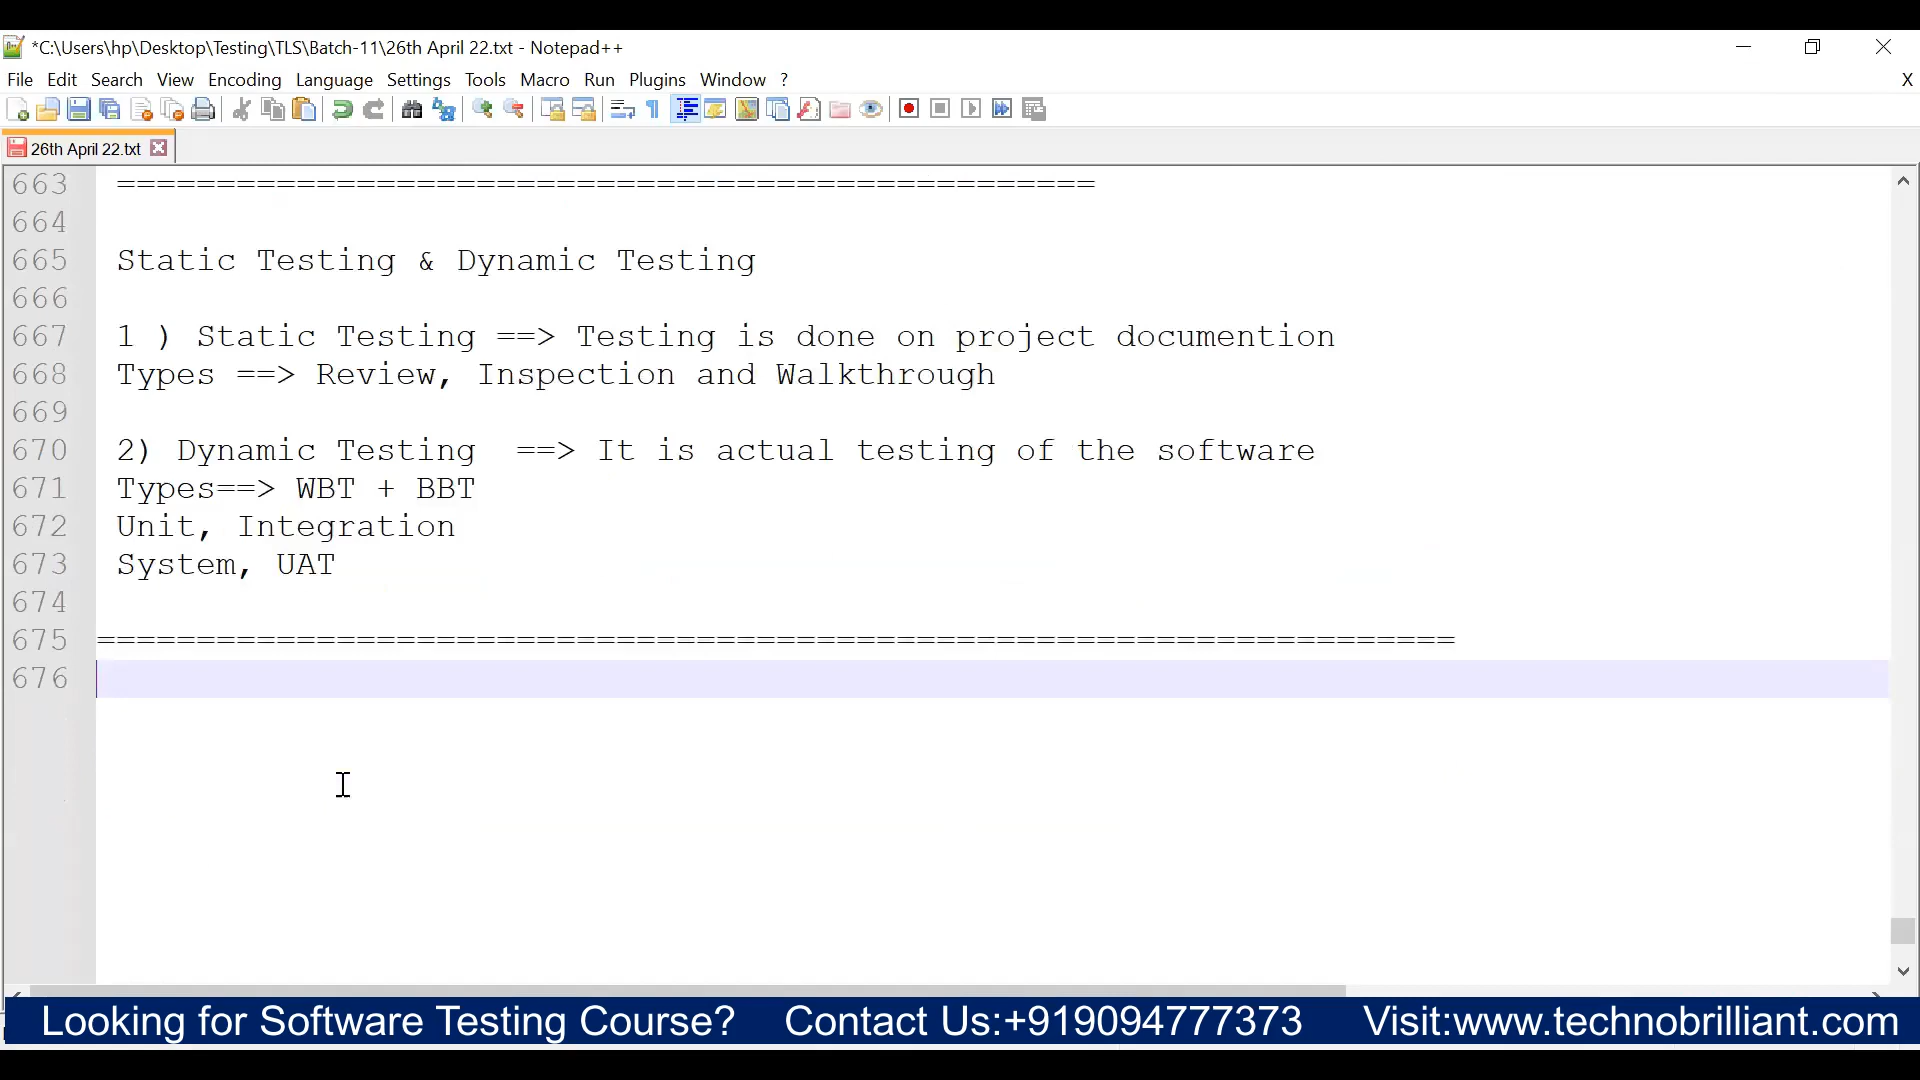 *C:\Users\hp\Desktop\Testing\TLS\Batch-11\26th April 22.txt - Notepad++
File Edit Search View Encoding Language Settings Tools Macro Run Plugins Window ? X
26th April 22.txt
663 =================================================
664
665 Static Testing & Dynamic Testing
666
667 1 ) Static Testing ==> Testing is done on project documention
668 Types ==> Review, Inspection and Walkthrough
669
670 2) Dynamic Testing  ==> It is actual testing of the software
671 Types==> WBT + BBT
672 Unit, Integration
673 System, UAT
674
675 ====================================================================
676
Looking for Software Testing Course? Contact Us:+919094777373 Visit:www.technobrilliant.com